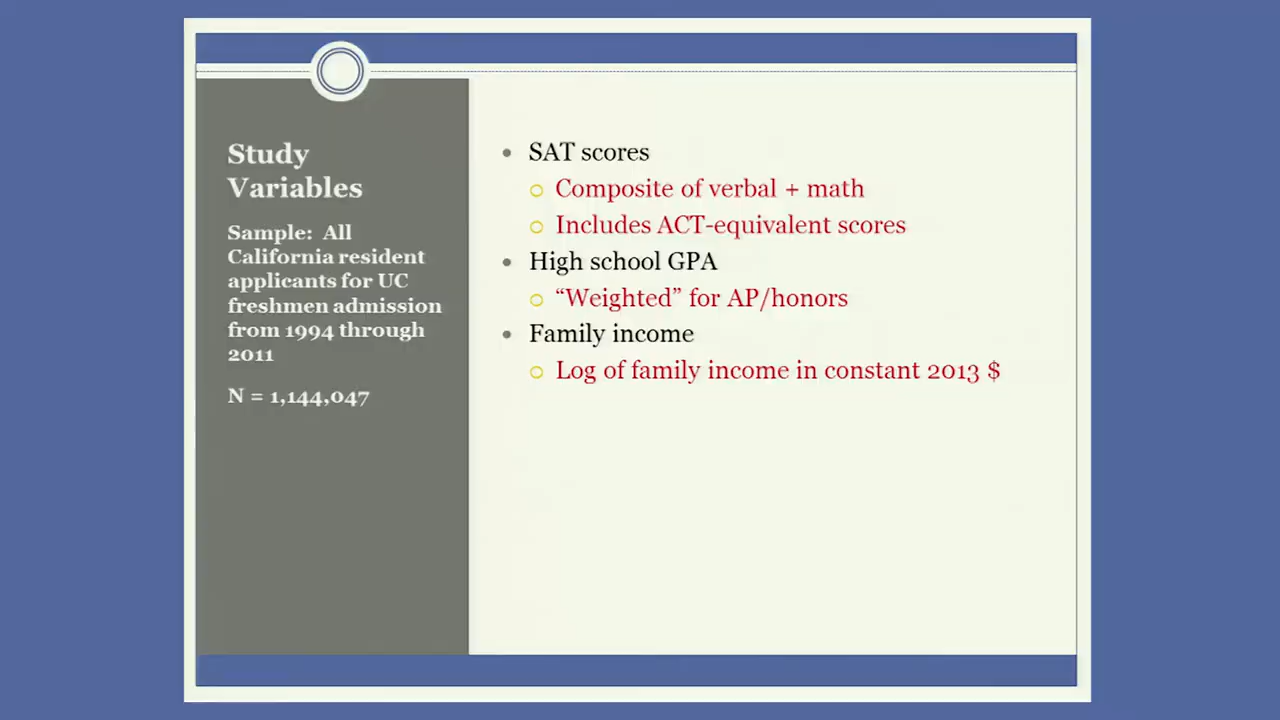 Study
Variables
Sample: All
California resident
applicants for UC
freshmen admission
from 1994 through
2011
N = 1,144,047
SAT scores
Composite of verbal + math
Includes ACT-equivalent scores
High school GPA
“Weighted” for AP/honors
Family income
Log of family income in constant 2013 $